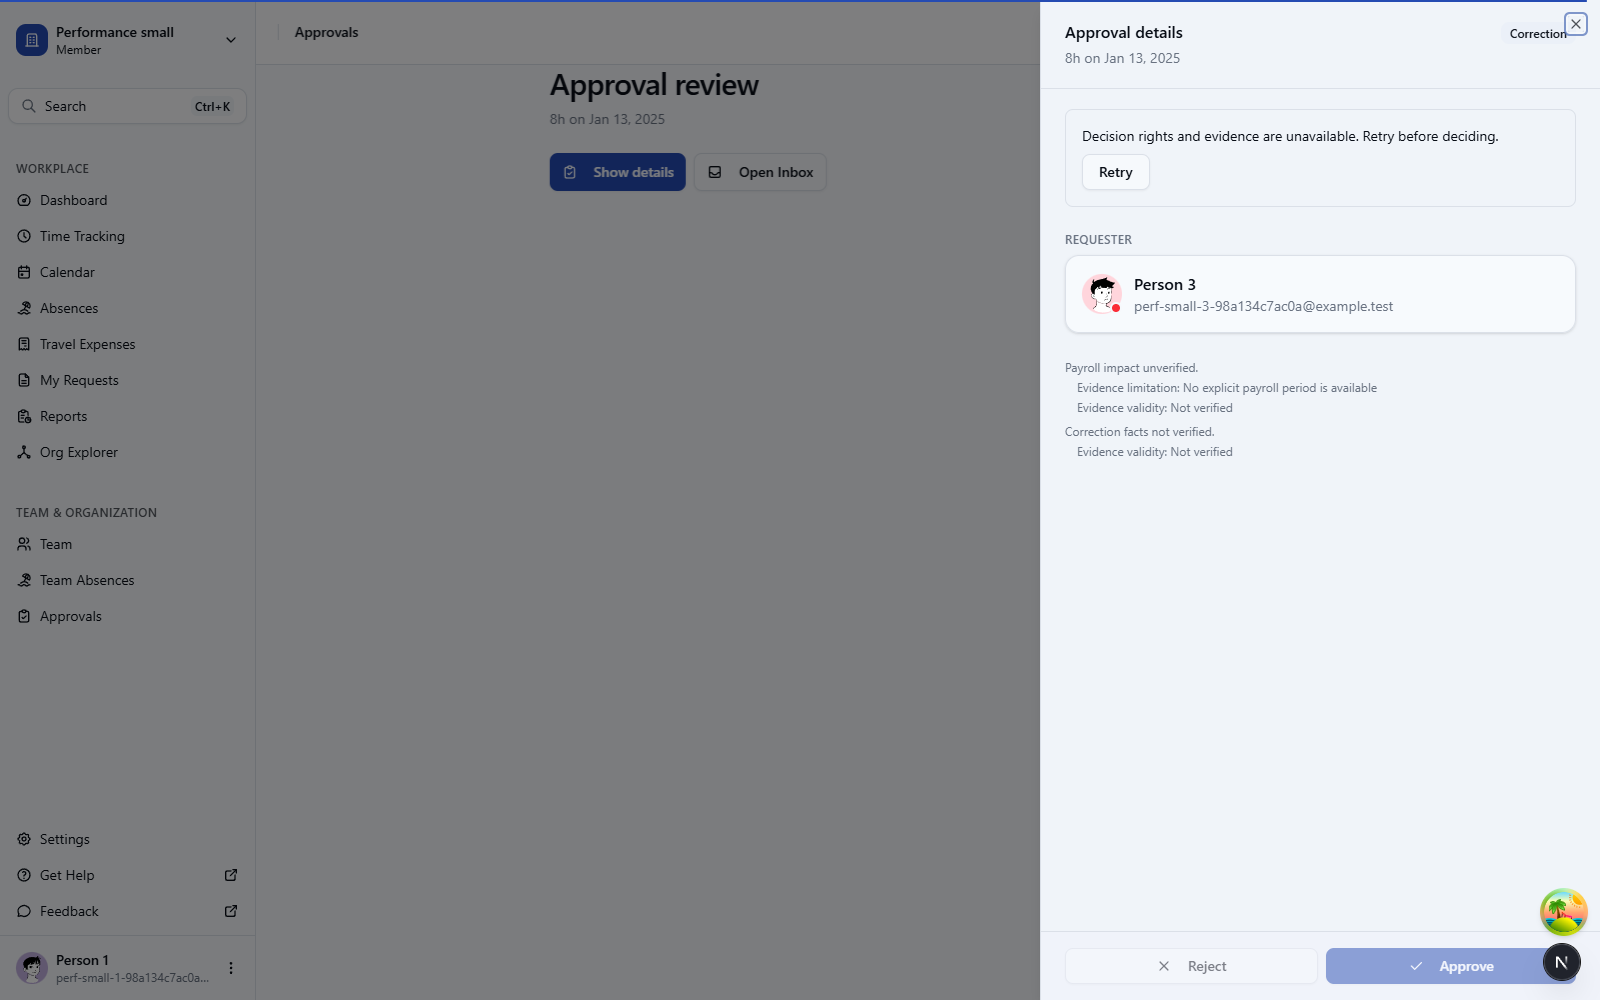 Performance small
Member
Search
Ctrl+K
WORKPLACE
Dashboard
Time Tracking
Calendar
Absences
Travel Expenses
My Requests
Reports
Org Explorer
TEAM & ORGANIZATION
Team
Team Absences
Approvals
Settings
Get Help
Feedback
Person 1
perf-small-1-98a134c7ac0a...
Approvals
Approval review
8h on Jan 13, 2025
Show details
Open Inbox
Approval details
Correction
8h on Jan 13, 2025
Decision rights and evidence are unavailable. Retry before deciding.
Retry
REQUESTER
Person 3
perf-small-3-98a134c7ac0a@example.test
Payroll impact unverified.
Evidence limitation: No explicit payroll period is available
Evidence validity: Not verified
Correction facts not verified.
Evidence validity: Not verified
Reject
Approve
N